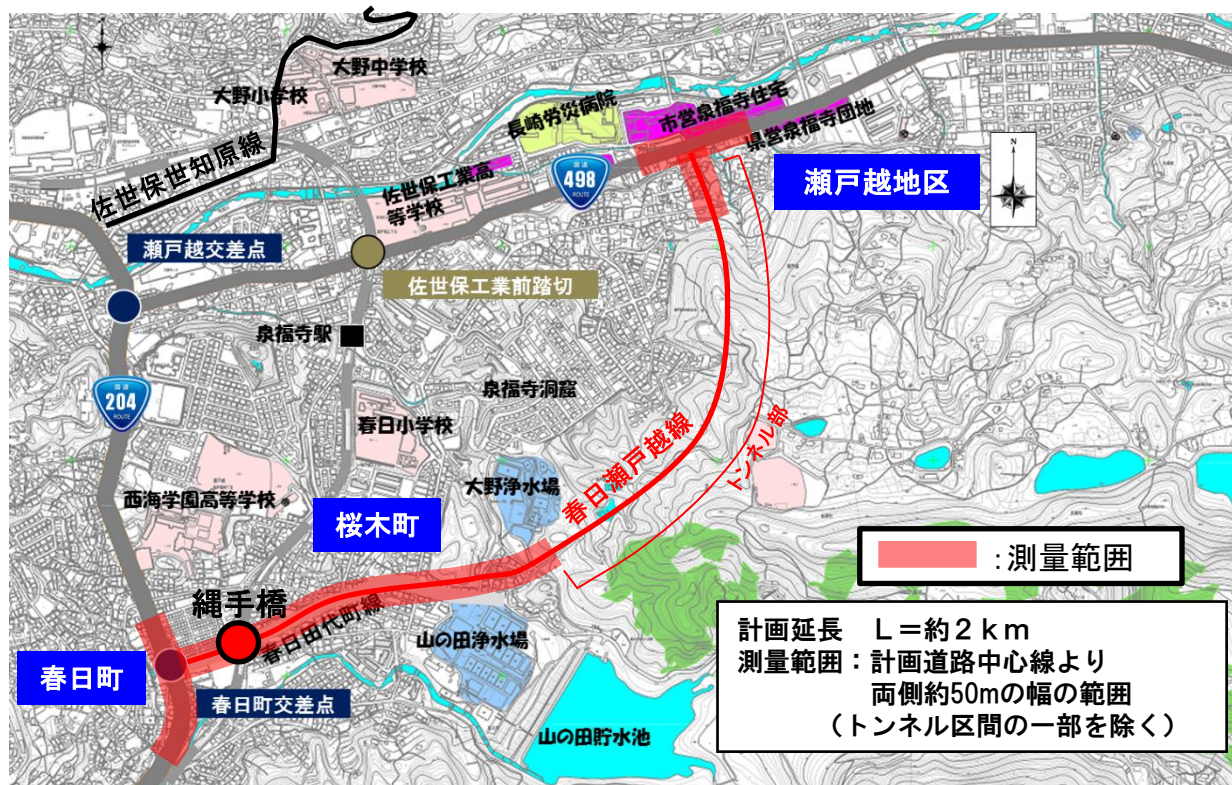 大野中学校
大野小学校
長崎労災病院
市営泉福寺住宅
県営泉福寺団地
佐世保世知原線
佐世保工業高
等学校
国道
498
ROUTE
N
瀬戸越地区
瀬戸越交差点
佐世保工業前踏切
泉福寺駅
泉福寺洞窟
国道
204
ROUTE
春日小学校
トンネル部
春日瀬戸越線
大野浄水場
西海学園高等学校
桜木町
:測量範囲
縄手橋
春日田代町線
山の田浄水場
春日町
春日町交差点
山の田貯水池
計画延長 L=約2km
測量範囲:計画道路中心線より
両側約50mの幅の範囲
(トンネル区間の一部を除く)